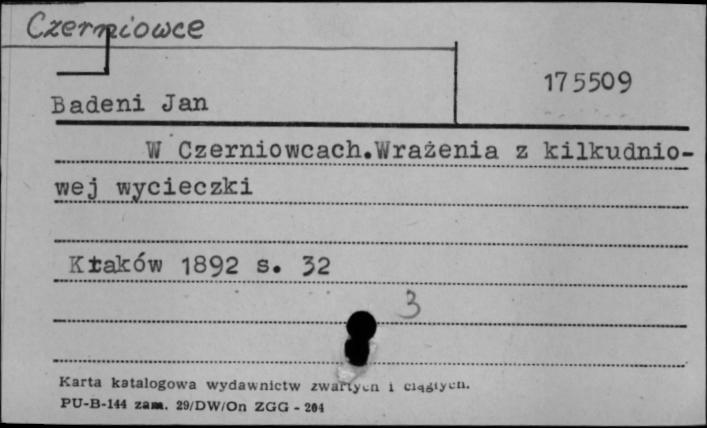 Czerniowce
175509
Badeni Jan
W Czerniowcach.Wrażenia z kilkudnio-
wej wycieczki
Kraków 1892 s. 32
3
Karta katalogowa wydawnictw zwartych i ciągłych.
PU-B-144 zam. 29/DW/On ZGG - 204